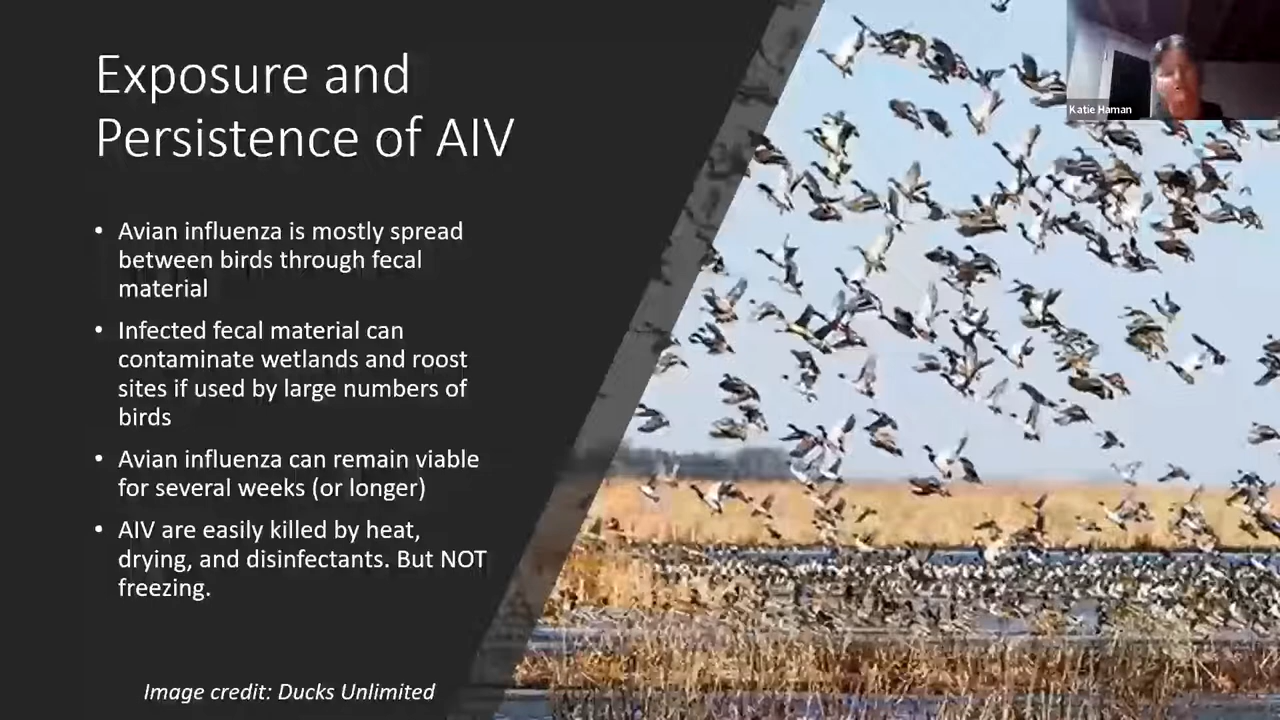 Exposure and
Persistence of AIV
Katie Haman
• Avian influenza is mostly spread
between birds through fecal
material
• Infected fecal material can
contaminate wetlands and roost
sites if used by large numbers of
birds
• Avian influenza can remain viable
for several weeks (or longer)
• AIV are easily killed by heat,
drying, and disinfectants. But NOT
freezing.
Image credit: Ducks Unlimited